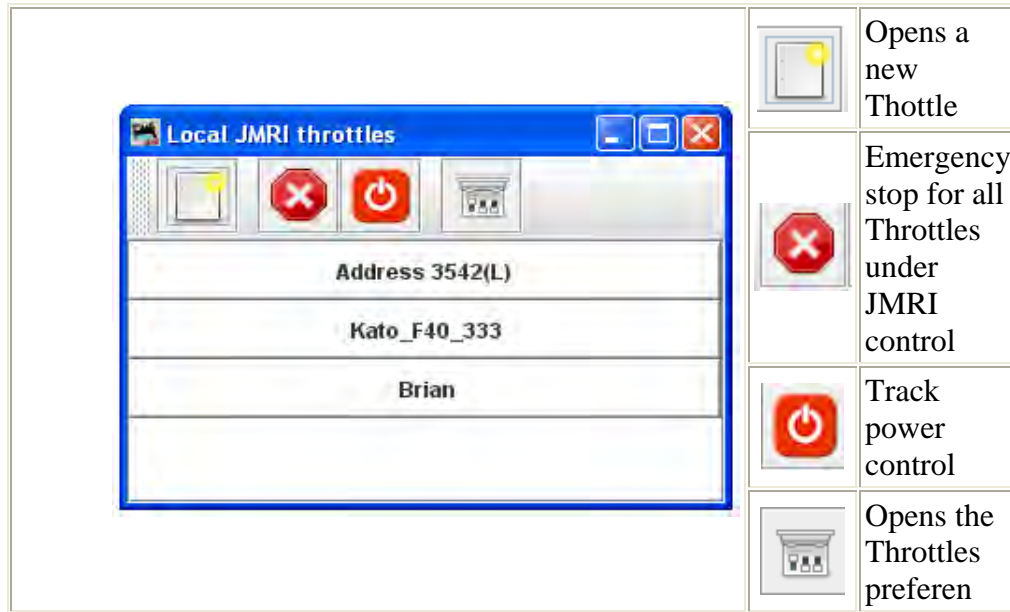 Local JMRI throttles
Address 3542(L)
Kato_F40_333
Brian
Opens a
new
Thottle
Emergency
stop for all
Throttles
under
JMRI
control
Track
power
control
Opens the
Throttles
preferen